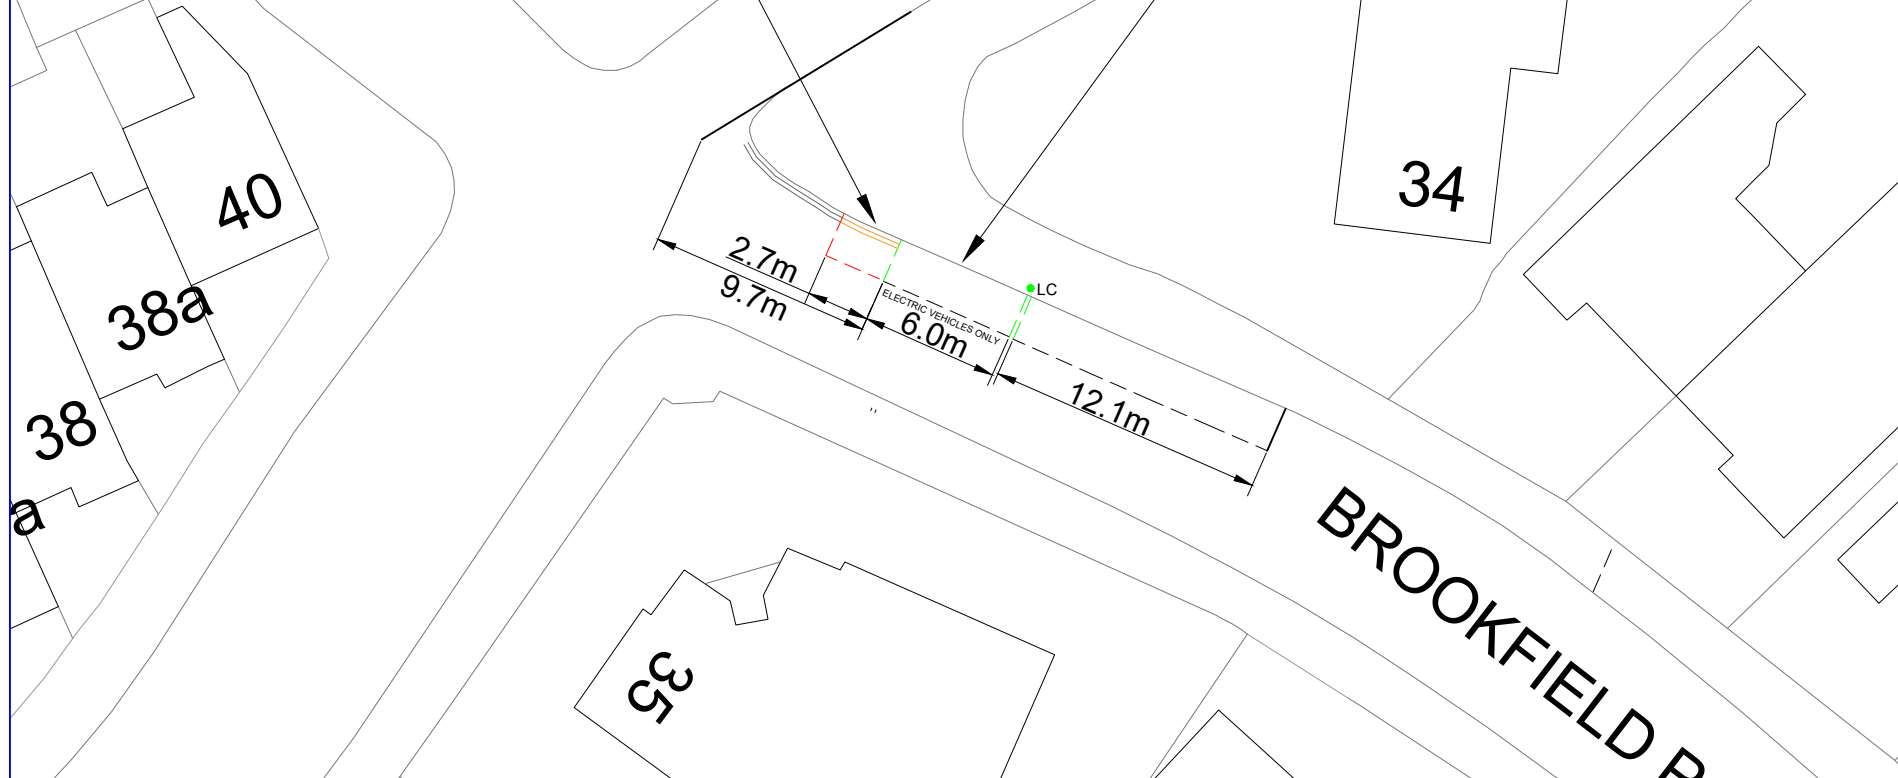 40
34
2.7m
9.7m
LC
ELECTRIC VEHICLES ONLY
6.0m
38a
12.1m
38
a
BROOKFIELD
35